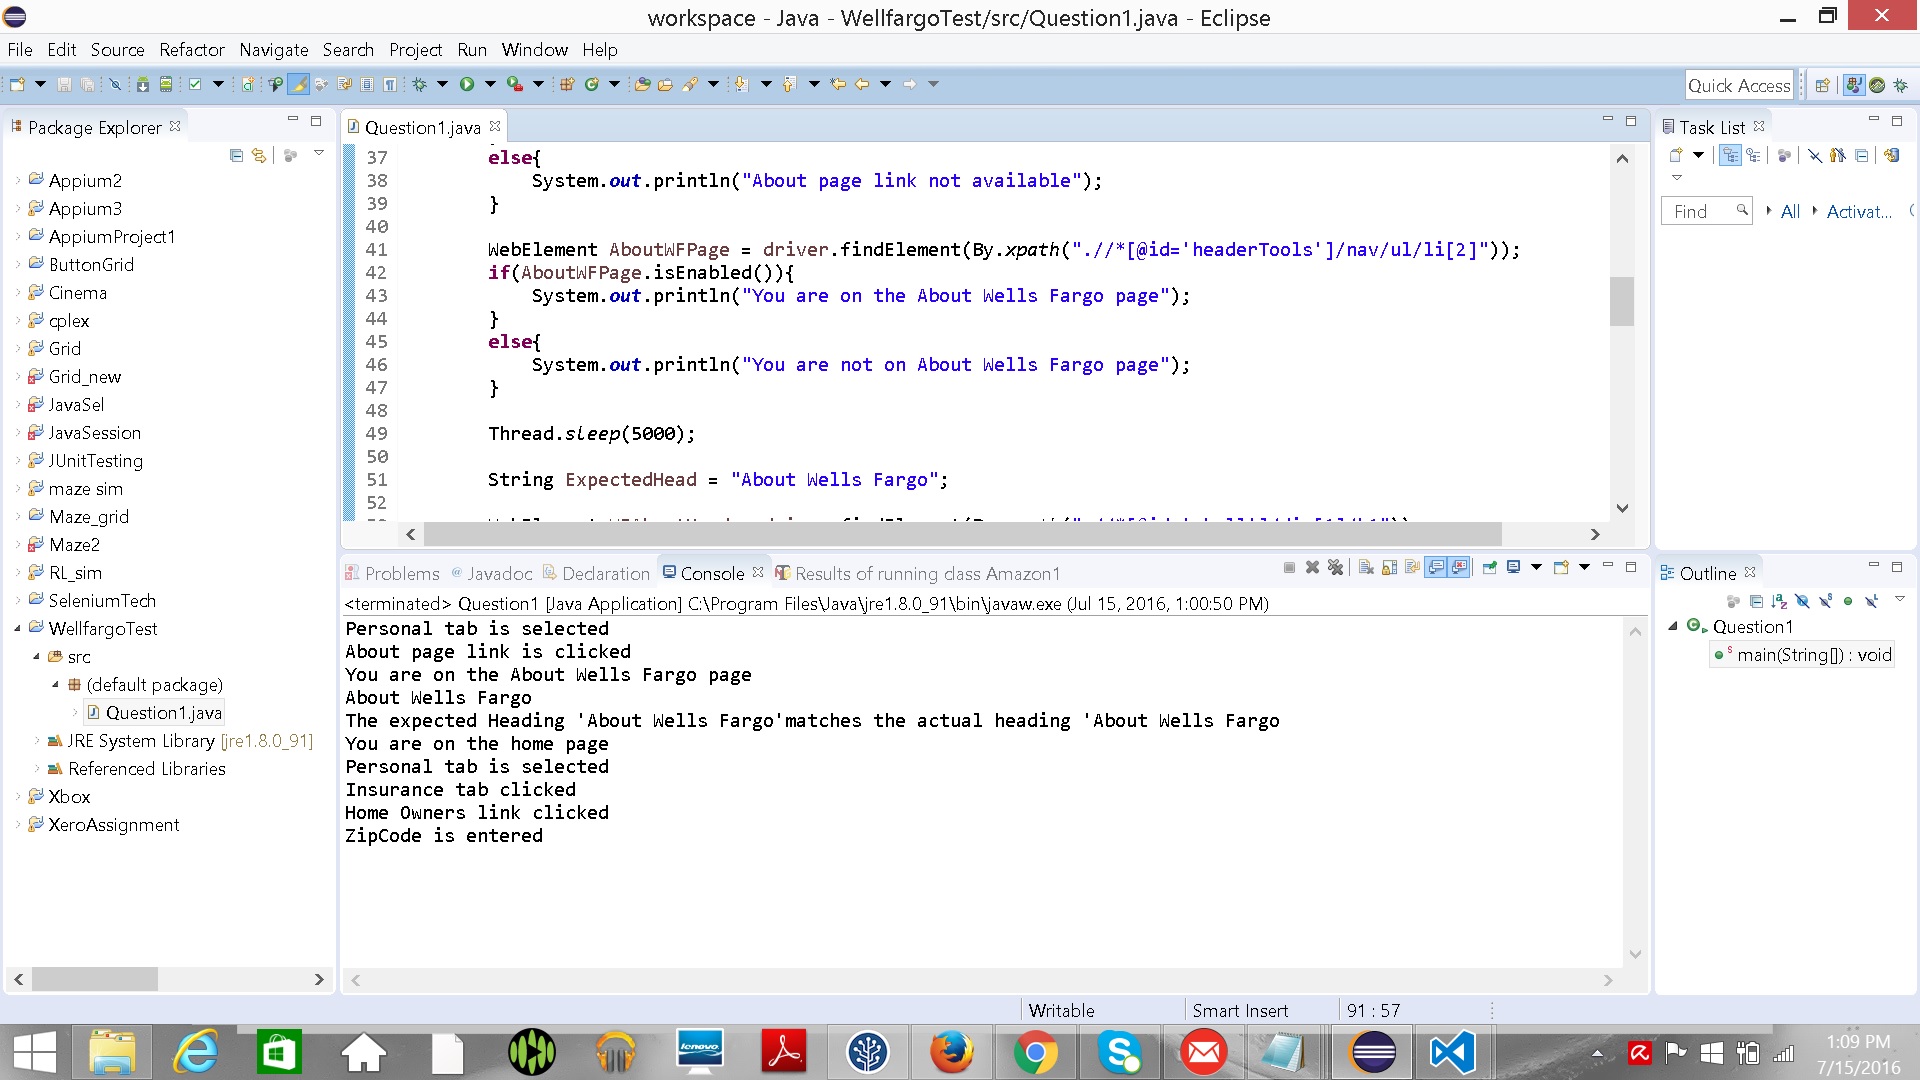 workspace - Java - WellfargoTest/src/Question1.java - Eclipse
File Edit Source Refactor Navigate Search Project Run Window Help
Quick Access
Package Explorer
Appium2
Appium3
AppiumProject1
ButtonGrid
Cinema
cplex
Grid
Grid_new
JavaSel
JavaSession
JUnitTesting
maze sim
Maze_grid
Maze2
RL_sim
SeleniumTech
WellfargoTest
src
(default package)
Question1.java
JRE System Library [jre1.8.0_91]
Referenced Libraries
Xbox
XeroAssignment
Question1.java
37 else{
38 System.out.println("About page link not available");
39 }
40
41 WebElement AboutWFPage = driver.findElement(By.xpath(".//*[@id='headerTools']/nav/ul/li[2]"));
42 if(AboutWFPage.isEnabled()){
43 System.out.println("You are on the About Wells Fargo page");
44 }
45 else{
46 System.out.println("You are not on About Wells Fargo page");
47 }
48
49 Thread.sleep(5000);
50
51 String ExpectedHead = "About Wells Fargo";
52
Problems Javadoc Declaration Console Results of running class Amazon1
<terminated> Question1 [Java Application] C:\Program Files\Java\jre1.8.0_91\bin\javaw.exe (Jul 15, 2016, 1:00:50 PM)
Personal tab is selected
About page link is clicked
You are on the About Wells Fargo page
About Wells Fargo
The expected Heading 'About Wells Fargo'matches the actual heading 'About Wells Fargo
You are on the home page
Personal tab is selected
Insurance tab clicked
Home Owners link clicked
ZipCode is entered
Task List
Find All Activat...
Outline
Question1
main(String[]) : void
Writable Smart Insert 91 : 57
lenovo
1:09 PM
7/15/2016